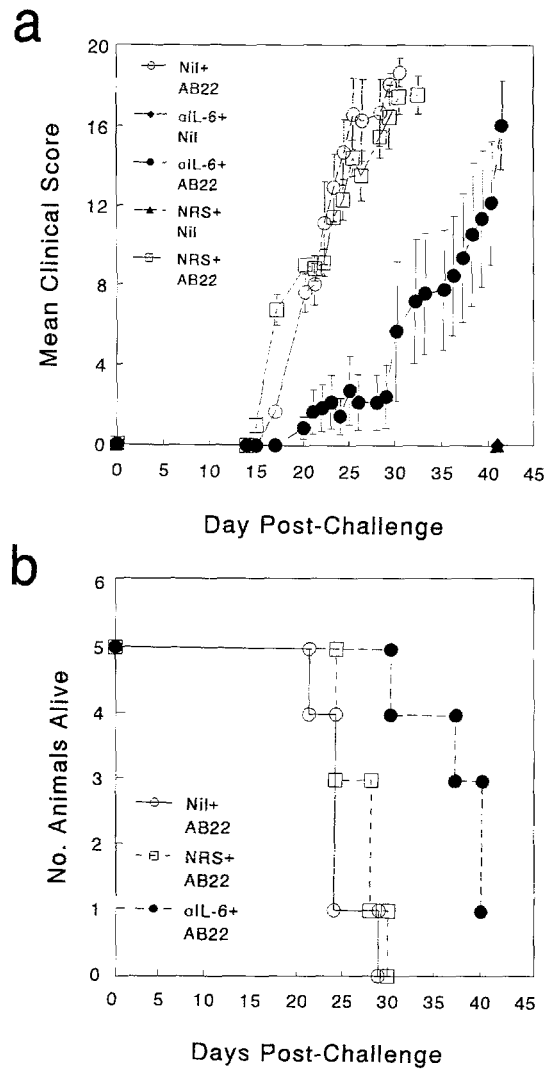 a
20
16
12
8
4
0
Mean Clinical Score
Nil+
AB22
αIL-6+
Nil
αIL-6+
AB22
NRS+
Nil
NRS+
AB22
0 5 10 15 20 25 30 35 40 45
Day Post-Challenge
b
6
5
4
3
2
1
0
No. Animals Alive
Nil+
AB22
NRS+
AB22
αIL-6+
AB22
0 5 10 15 20 25 30 35 40 45
Days Post-Challenge